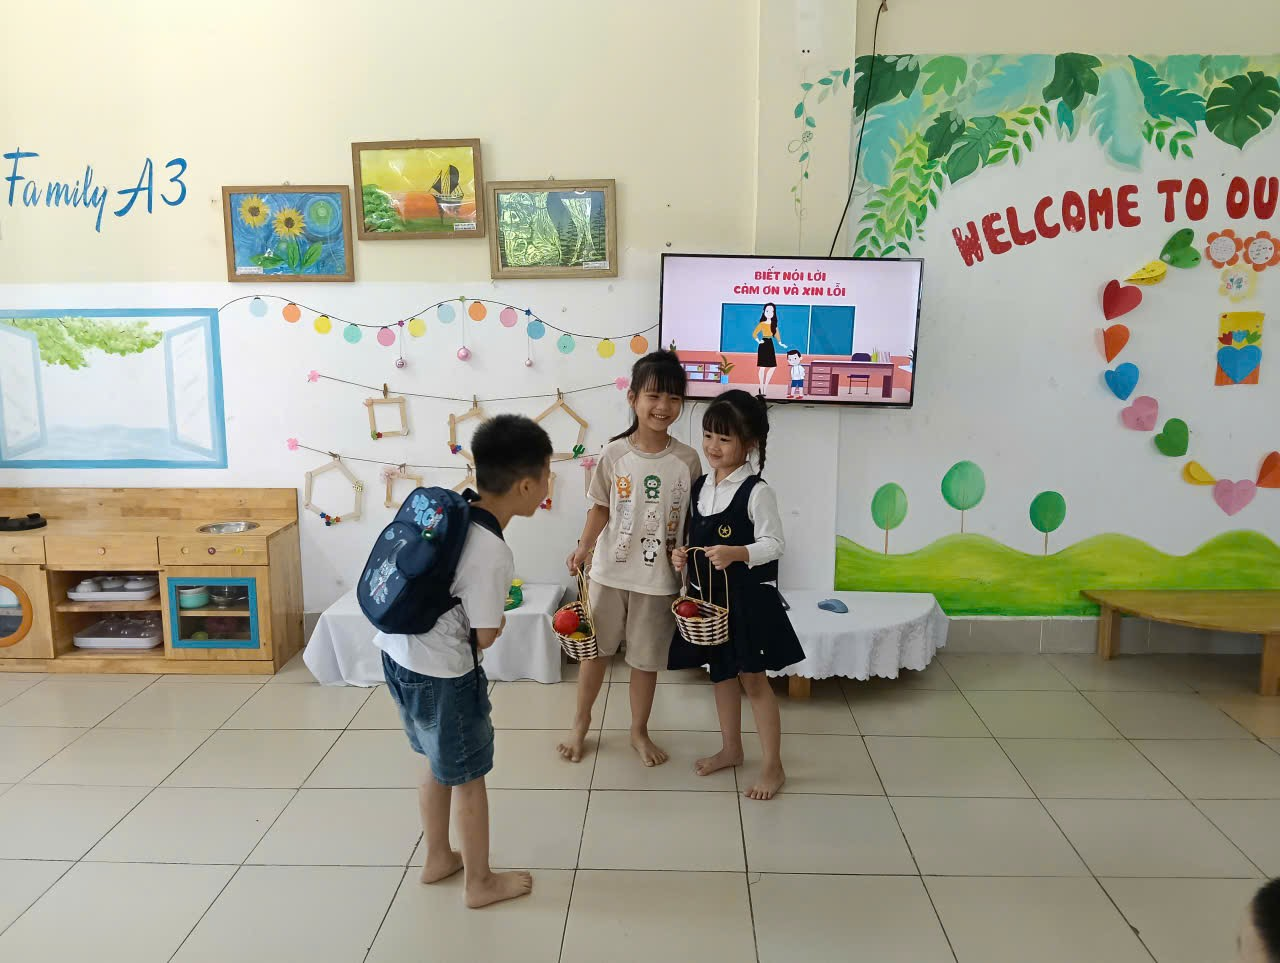 Family A3
BIẾT NÓI LỜI
CẢM ƠN VÀ XIN LỖI
WELCOME TO OU